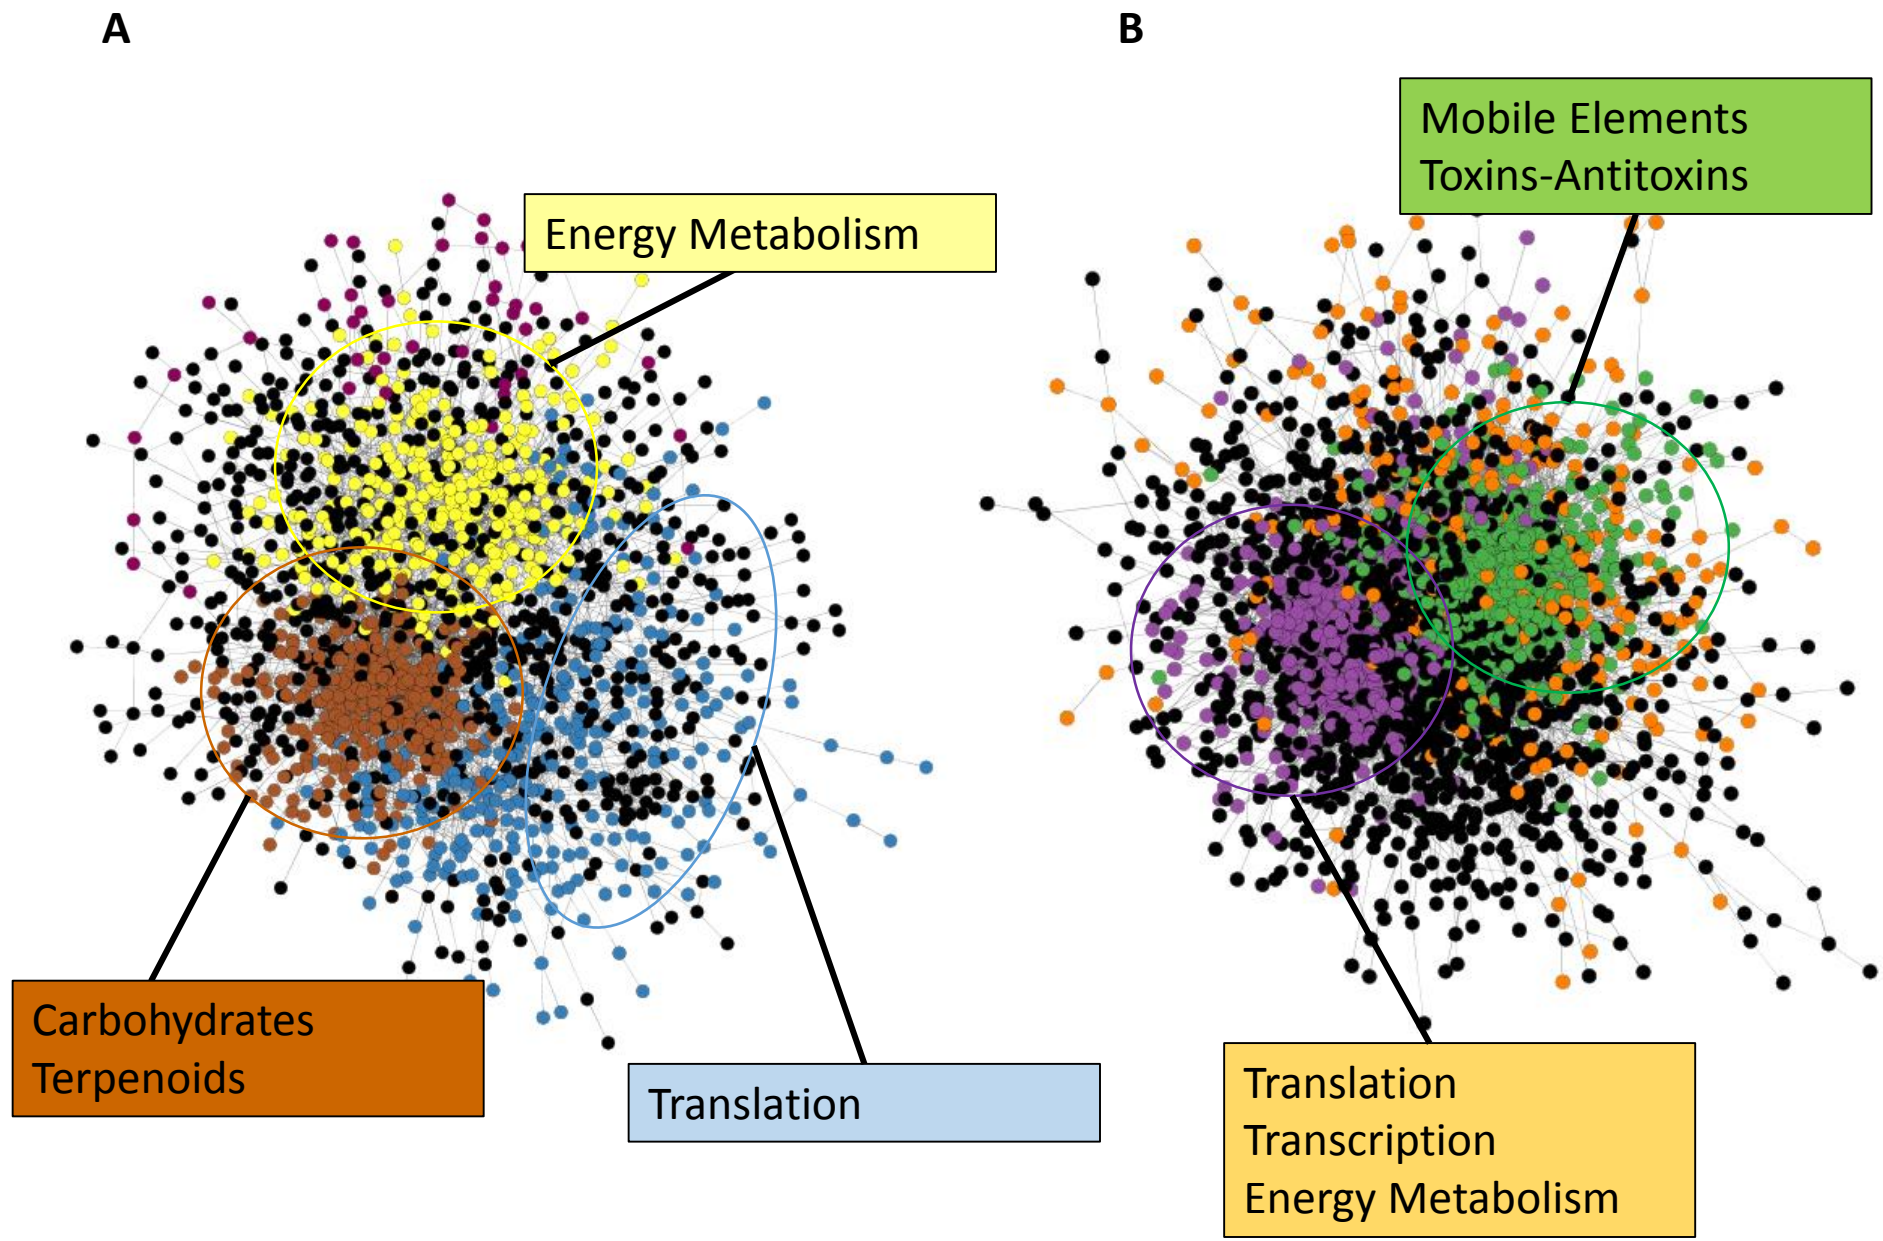 A
B
Mobile Elements
Toxins-Antitoxins
Energy Metabolism
Carbohydrates
Terpenoids
Translation
Translation
Transcription
Energy Metabolism